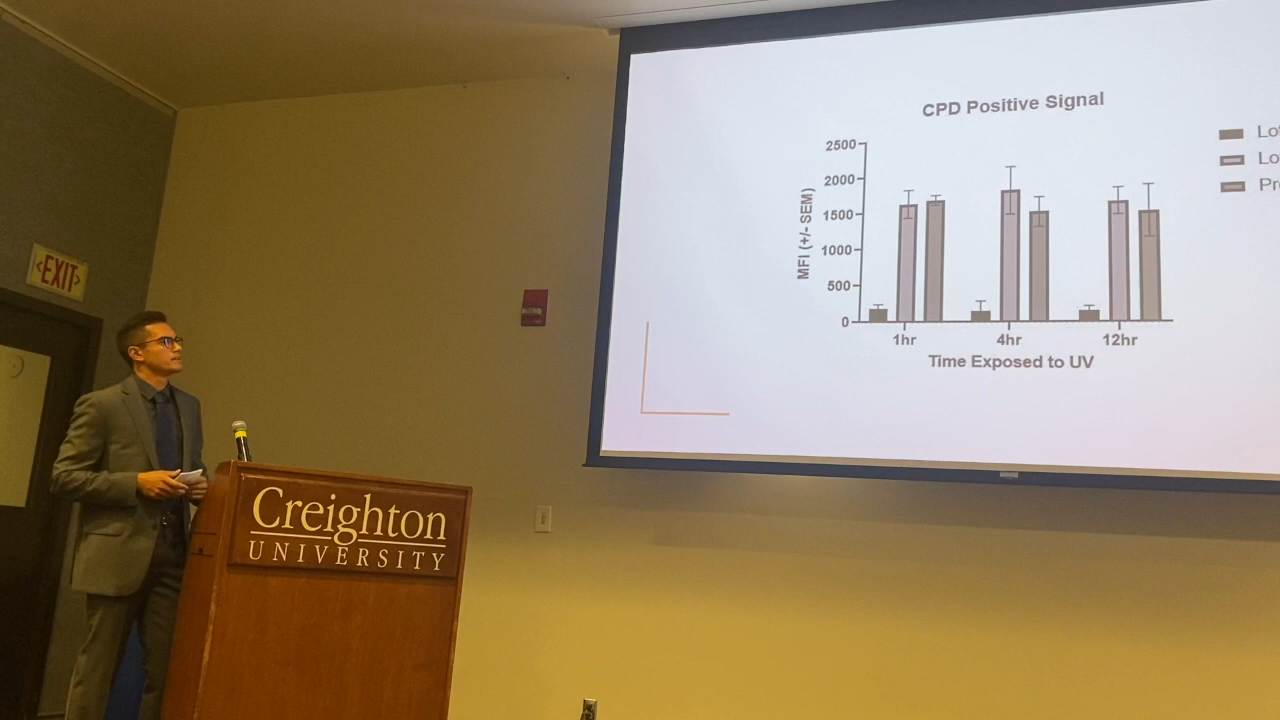 CPD Positive Signal
2500
2000
1500
1000
500
0
MFI (+/- SEM)
1hr
4hr
12hr
Time Exposed to UV
<EXIT>
Creighton
UNIVERSITY